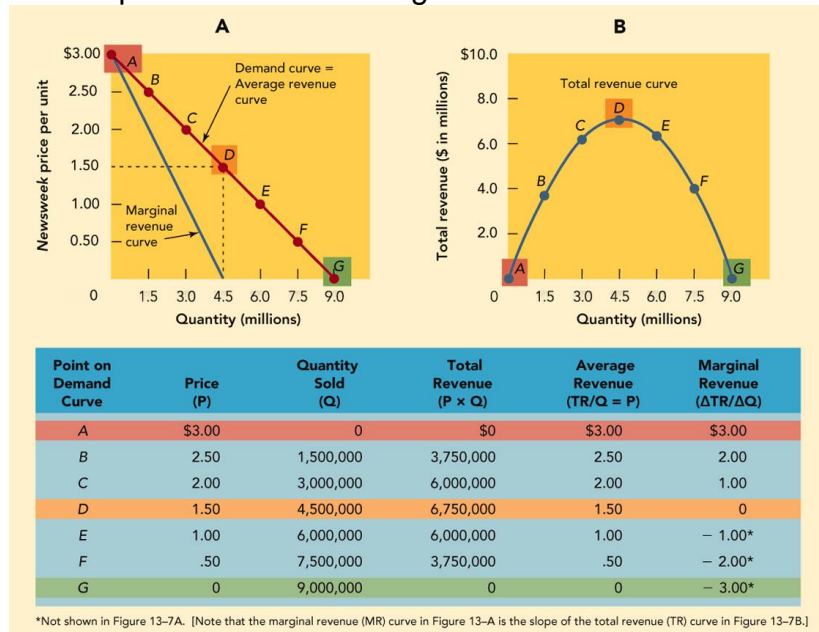 A
$3.00
2.50
2.00
1.50
1.00
0.50
0
Newsweek price per unit
A
B
C
D
E
F
G
Demand curve =
Average revenue
curve
Marginal
revenue
curve
1.5 3.0 4.5 6.0 7.5 9.0
Quantity (millions)
B
$10.0
8.0
6.0
4.0
2.0
0
Total revenue ($ in millions)
Total revenue curve
A
B
C
D
E
F
G
1.5 3.0 4.5 6.0 7.5 9.0
Quantity (millions)
Point on Quantity Total Average Marginal
Demand Price Sold Revenue Revenue Revenue
Curve (P) (Q) (P × Q) (TR/Q = P) (ΔTR/ΔQ)
A $3.00 0 $0 $3.00 $3.00
B 2.50 1,500,000 3,750,000 2.50 2.00
C 2.00 3,000,000 6,000,000 2.00 1.00
D 1.50 4,500,000 6,750,000 1.50 0
E 1.00 6,000,000 6,000,000 1.00 – 1.00*
F .50 7,500,000 3,750,000 .50 – 2.00*
G 0 9,000,000 0 0 – 3.00*
*Not shown in Figure 13–7A. [Note that the marginal revenue (MR) curve in Figure 13–A is the slope of the total revenue (TR) curve in Figure 13–7B.]